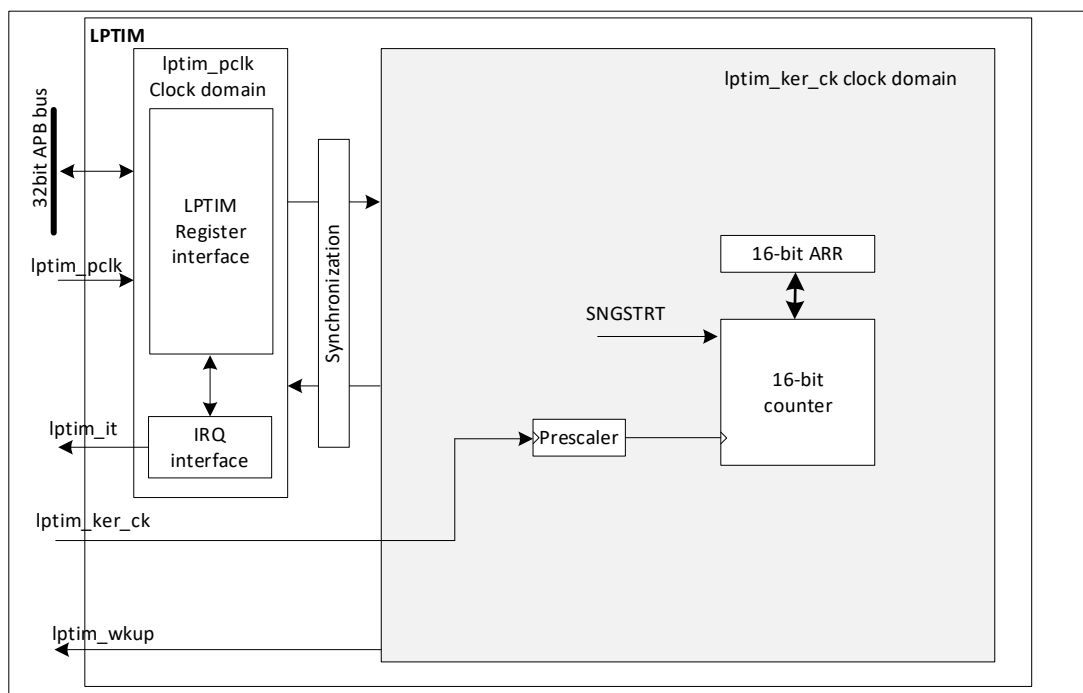 LPTIM
lptim_pclk
Clock domain
lptim_ker_ck clock domain
32bit APB bus
LPTIM
Register
interface
Synchronization
16-bit ARR
lptim_pclk
SNGSTRT
16-bit
counter
lptim_it
IRQ
interface
Prescaler
lptim_ker_ck
lptim_wkup